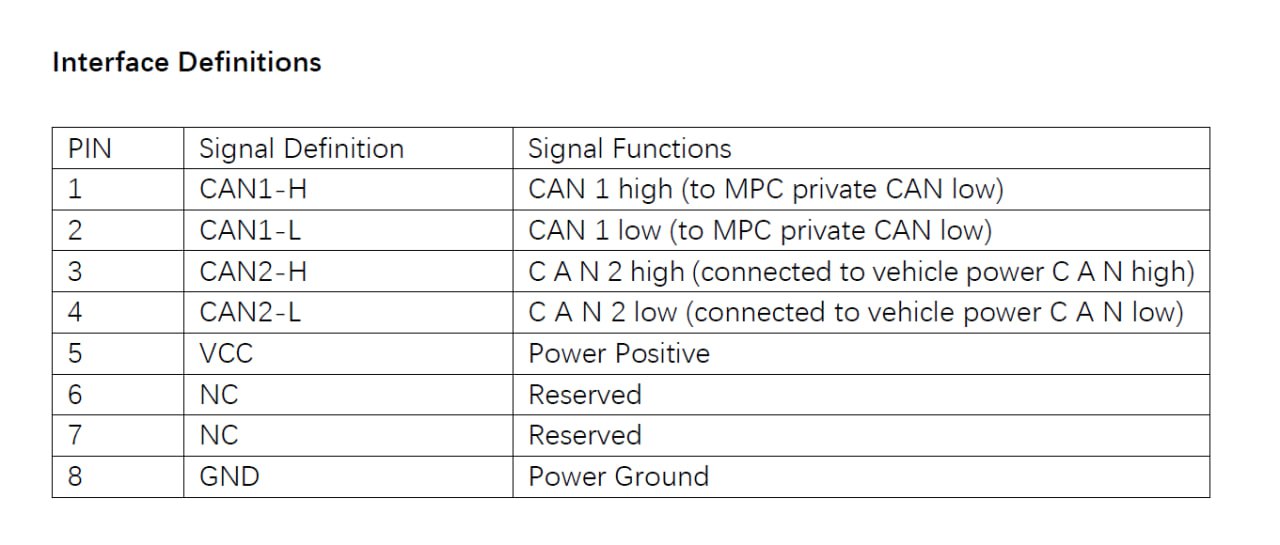 Interface Definitions
PIN Signal Definition Signal Functions
1 CAN1-H CAN 1 high (to MPC private CAN low)
2 CAN1-L CAN 1 low (to MPC private CAN low)
3 CAN2-H C A N 2 high (connected to vehicle power C A N high)
4 CAN2-L C A N 2 low (connected to vehicle power C A N low)
5 VCC Power Positive
6 NC Reserved
7 NC Reserved
8 GND Power Ground